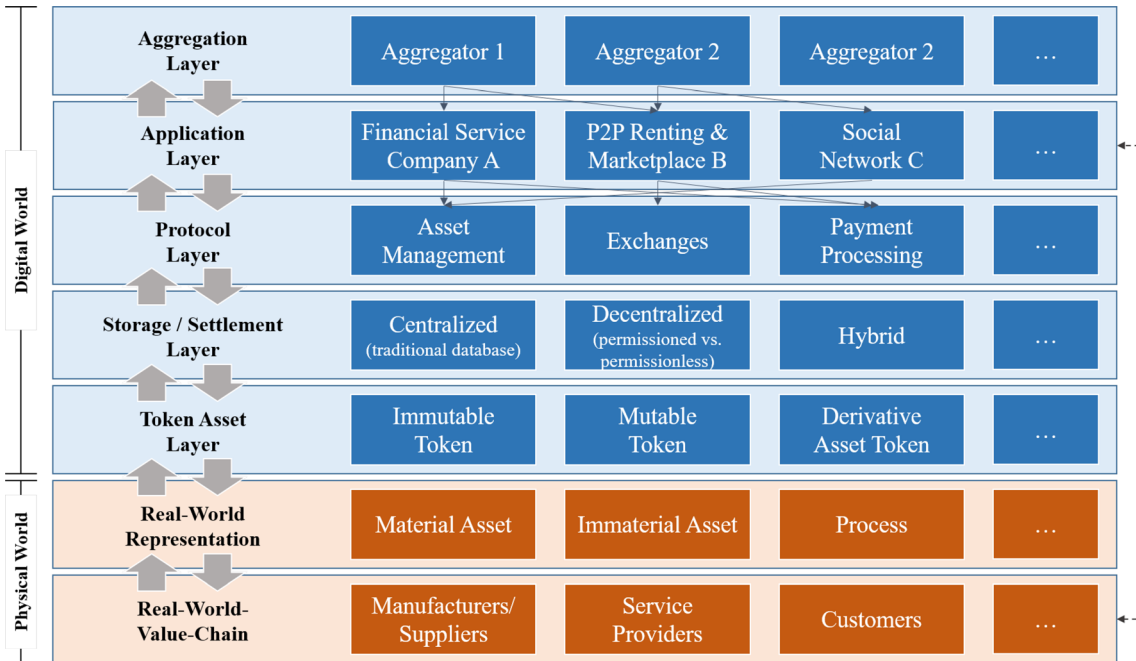 Digital World
Aggregation
Layer
Aggregator 1
Aggregator 2
Aggregator 2
...
Application
Layer
Financial Service
Company A
P2P Renting &
Marketplace B
Social
Network C
...
Protocol
Layer
Asset
Management
Exchanges
Payment
Processing
...
Storage / Settlement
Layer
Centralized
(traditional database)
Decentralized
(permissioned vs.
permissionless)
Hybrid
...
Token Asset
Layer
Immutable
Token
Mutable
Token
Derivative
Asset Token
...
Physical World
Real-World
Representation
Material Asset
Immaterial Asset
Process
...
Real-World-
Value-Chain
Manufacturers/
Suppliers
Service
Providers
Customers
...